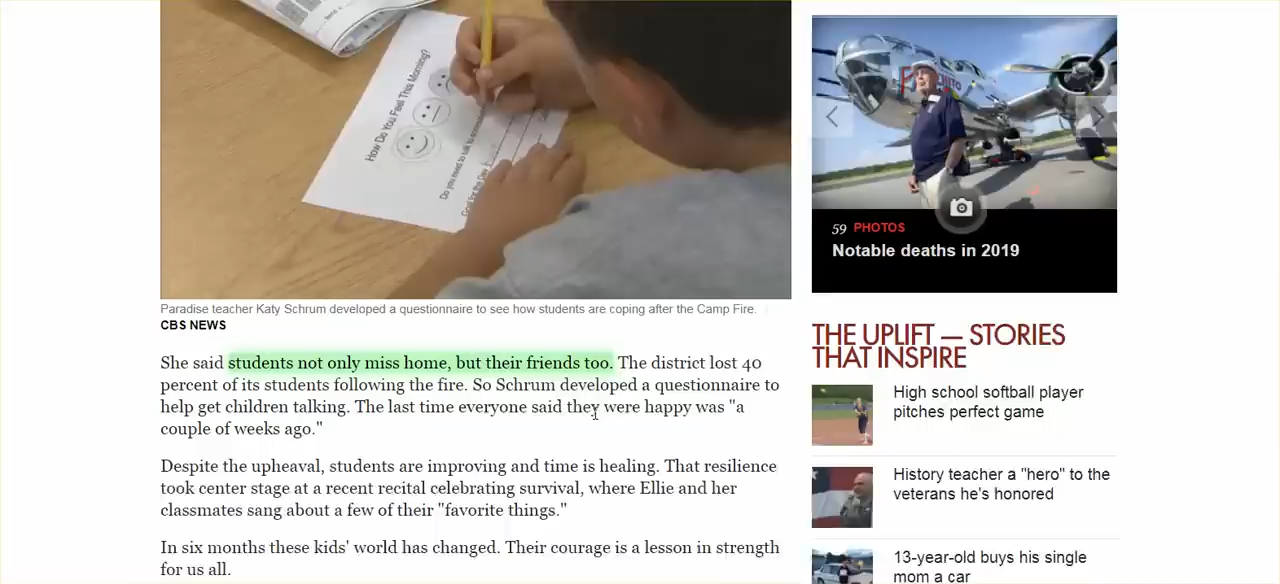 How Do You Feel This Morning?
Do you need to talk to
Paradise teacher Katy Schrum developed a questionnaire to see how students are coping after the Camp Fire.
CBS NEWS
She said students not only miss home, but their friends too. The district lost 40
percent of its students following the fire. So Schrum developed a questionnaire to
help get children talking. The last time everyone said they were happy was "a
couple of weeks ago."
Despite the upheaval, students are improving and time is healing. That resilience
took center stage at a recent recital celebrating survival, where Ellie and her
classmates sang about a few of their "favorite things."
In six months these kids' world has changed. Their courage is a lesson in strength
for us all.
59 PHOTOS
Notable deaths in 2019
THE UPLIFT — STORIES
THAT INSPIRE
High school softball player
pitches perfect game
History teacher a "hero" to the
veterans he's honored
13-year-old buys his single
mom a car